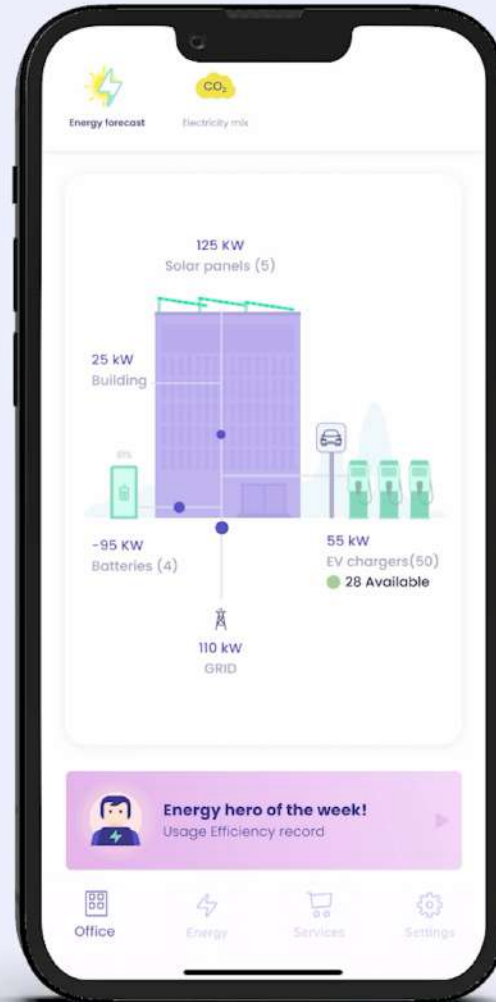 CO₂
Energy forecast
Electricity mix
125 KW
Solar panels (5)
25 kW
Building
-95 KW
Batteries (4)
55 kW
EV chargers(50)
28 Available
110 kW
GRID
Energy hero of the week!
Usage Efficiency record
Office
Energy
Services
Settings